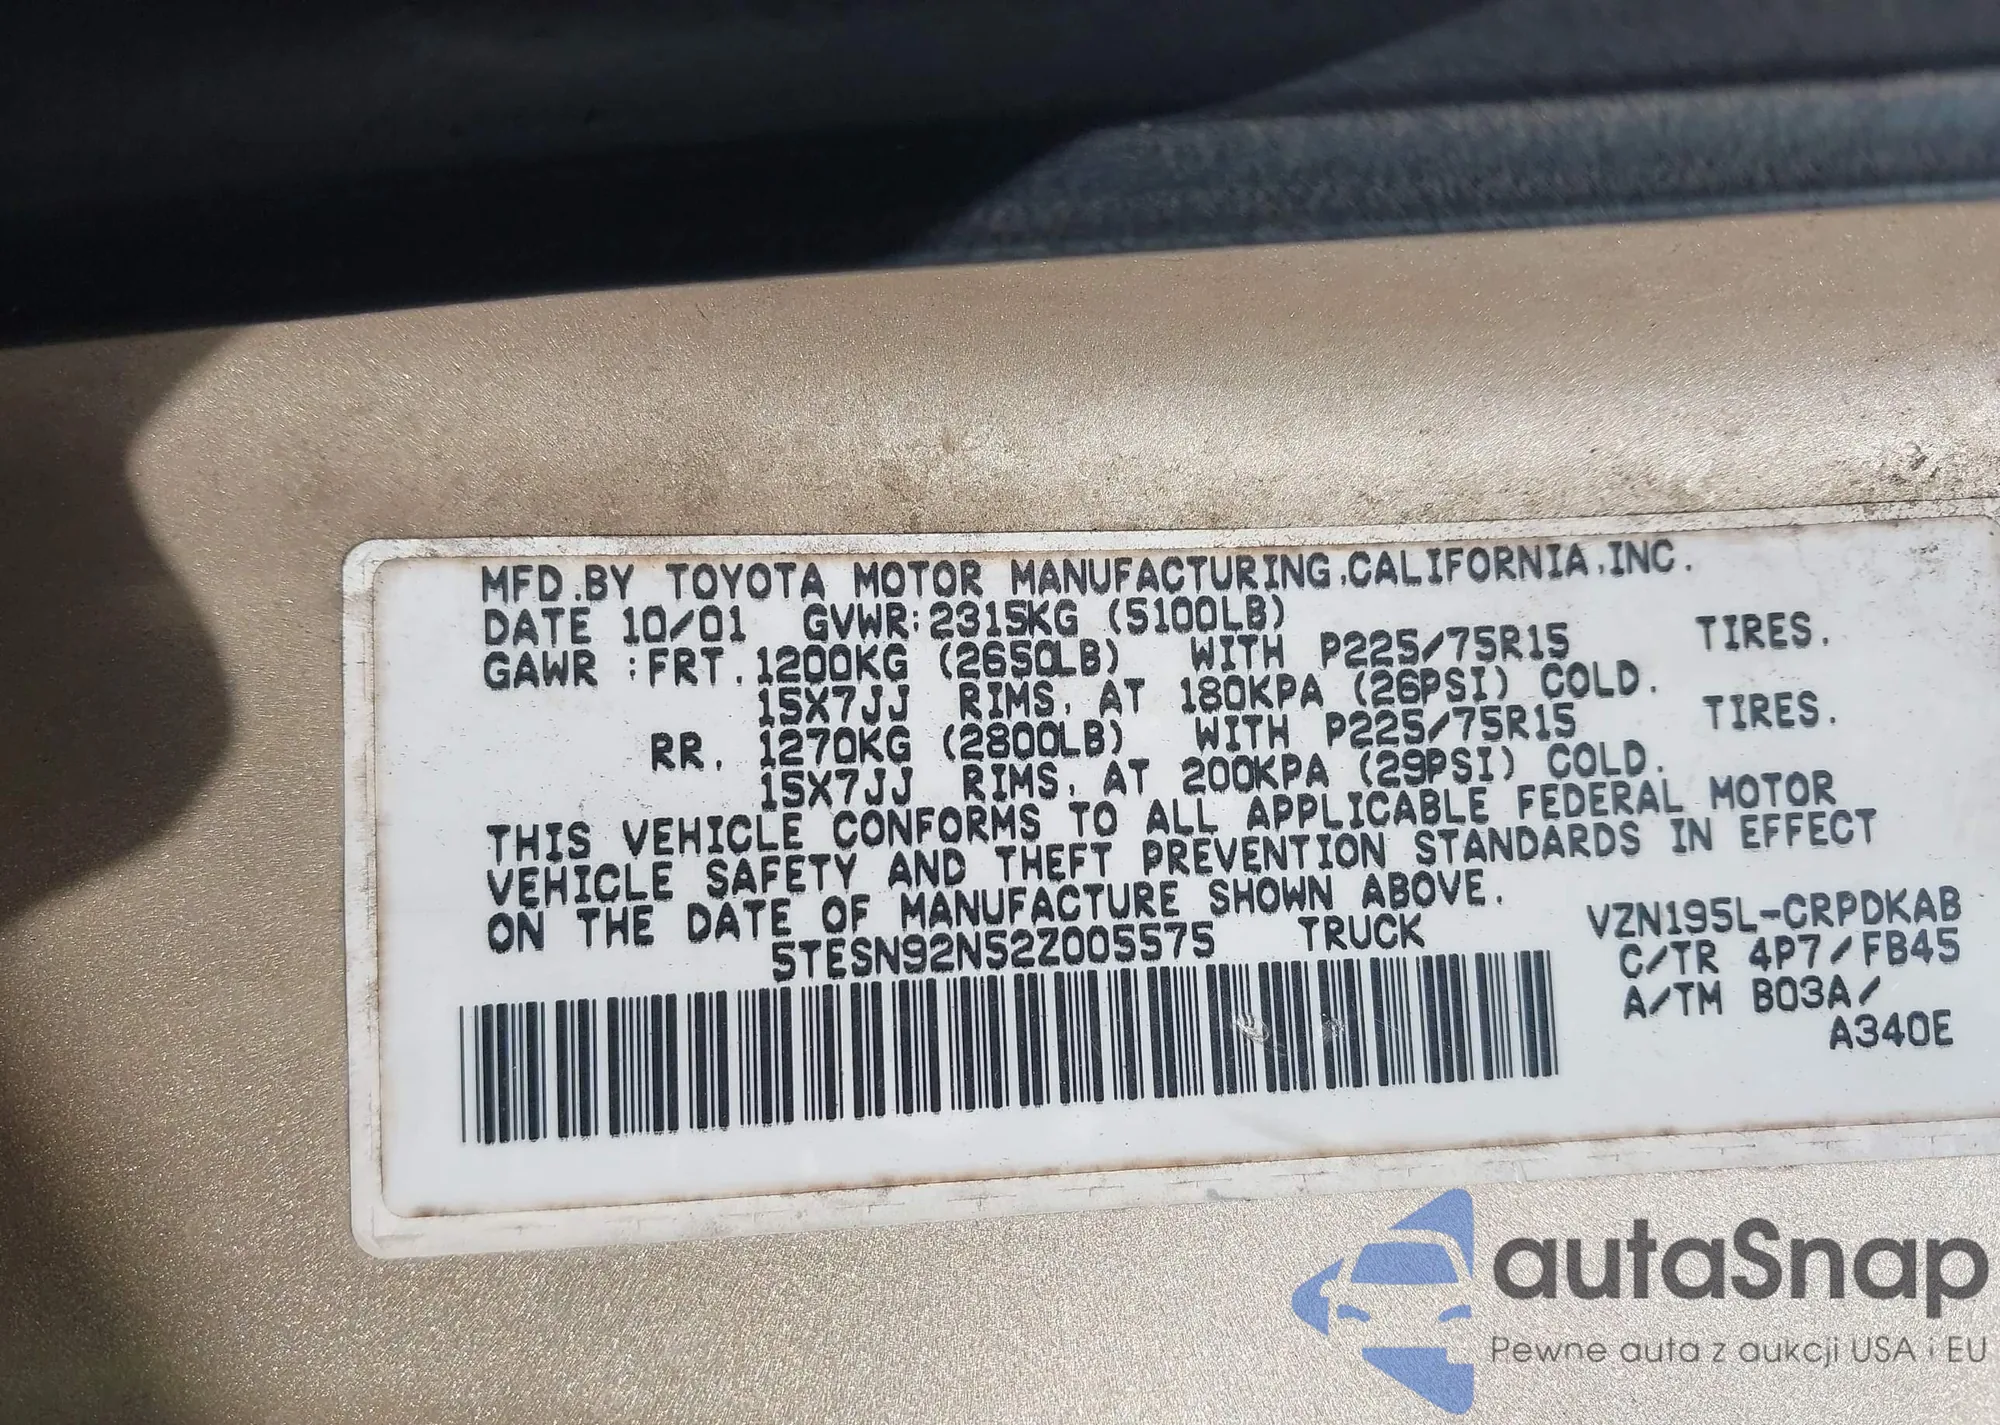 MFD.BY TOYOTA MOTOR MANUFACTURING,CALIFORNIA,INC.
DATE 10/01 GVWR:2315KG (5100LB)
GAWR :FRT. 1200KG (2650LB) WITH P225/75R15 TIRES.
15X7JJ RIMS, AT 180KPA (26PSI) COLD.
RR. 1270KG (2800LB) WITH P225/75R15 TIRES.
15X7JJ RIMS, AT 200KPA (29PSI) COLD.
THIS VEHICLE CONFORMS TO ALL APPLICABLE FEDERAL MOTOR
VEHICLE SAFETY AND THEFT PREVENTION STANDARDS IN EFFECT
ON THE DATE OF MANUFACTURE SHOWN ABOVE.
5TESN92N52Z005575 TRUCK VZN195L-CRPDKAB
C/TR 4P7/FB45
A/TM B03A/
A340E
autaSnap
Pewne auta z aukcji USA i EU